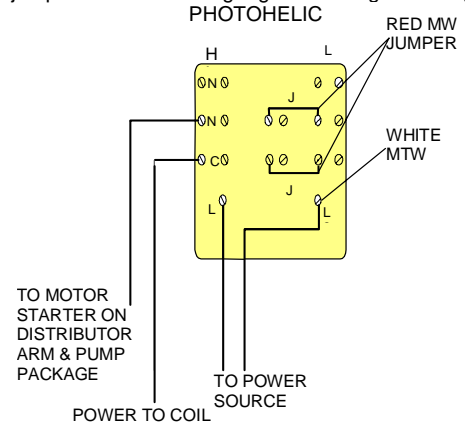 PHOTOHELIC
RED MW
JUMPER
H L
N
J
N
WHITE
MTW
C
J
L L
TO MOTOR
STARTER ON
DISTRIBUTOR
ARM & PUMP
PACKAGE
TO POWER
SOURCE
POWER TO COIL